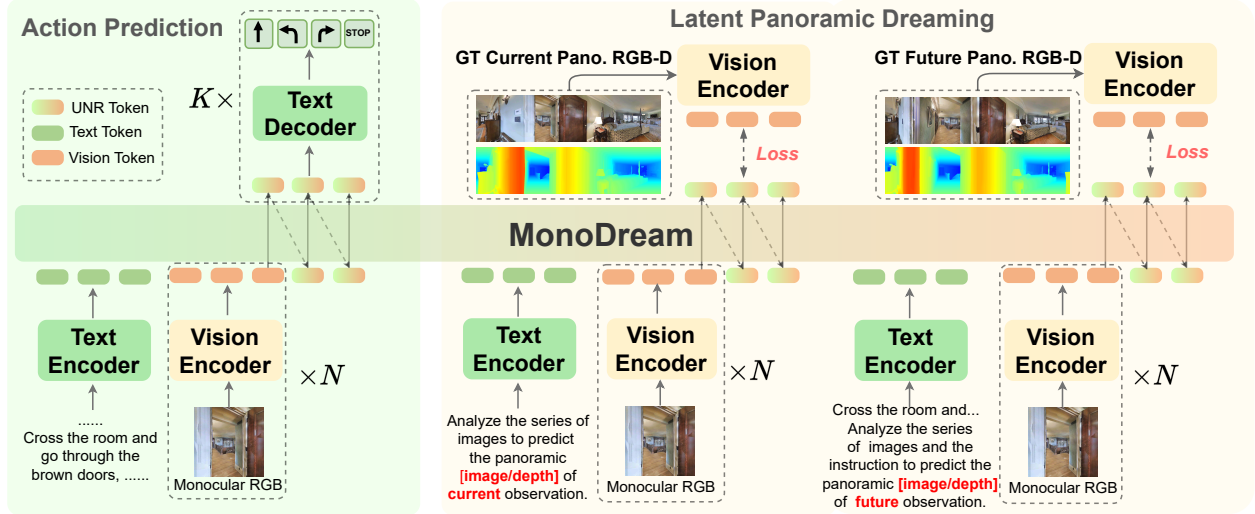 Action Prediction
STOP
K×
Text
Decoder
UNR Token
Text Token
Vision Token
Latent Panoramic Dreaming
GT Current Pano. RGB-D
Vision
Encoder
Loss
GT Future Pano. RGB-D
Vision
Encoder
Loss
MonoDream
Text
Encoder
Vision
Encoder
×N
......
Cross the room and
go through the
brown doors, ......
Monocular RGB
Text
Encoder
Vision
Encoder
×N
Analyze the series of
images to predict
the panoramic
[image/depth] of
current observation.
Monocular RGB
Text
Encoder
Vision
Encoder
×N
Cross the room and...
Analyze the series
of images and the
instruction to predict the
panoramic [image/depth]
of future observation.
Monocular RGB